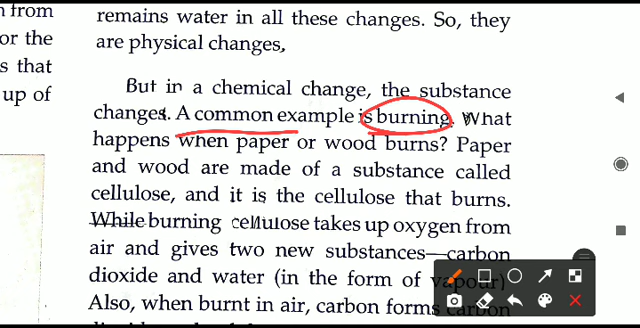 n from
or the
s that
up of
remains water in all these changes. So, they
are physical changes,
But in a chemical change, the substance
changes. A common example is burning. What
happens when paper or wood burns? Paper
and wood are made of a substance called
cellulose, and it is the cellulose that burns.
While burning cellulose takes up oxygen from
air and gives two new substances—carbon
dioxide and water (in the form of vapour)
Also, when burnt in air, carbon forms carbon